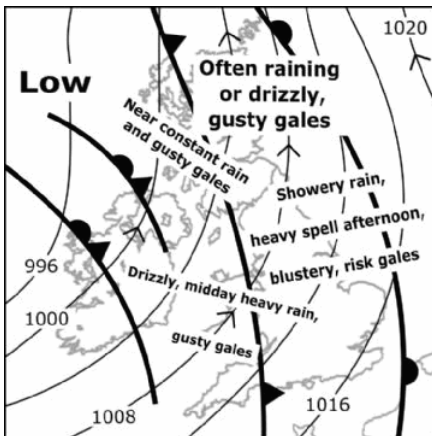 1020
Low
Often raining
or drizzly,
gusty gales
Near constant rain
and gusty gales
Showery rain,
heavy spell afternoon,
blustery, risk gales
996
Drizzly, midday heavy rain,
gusty gales
1000
1008
1016